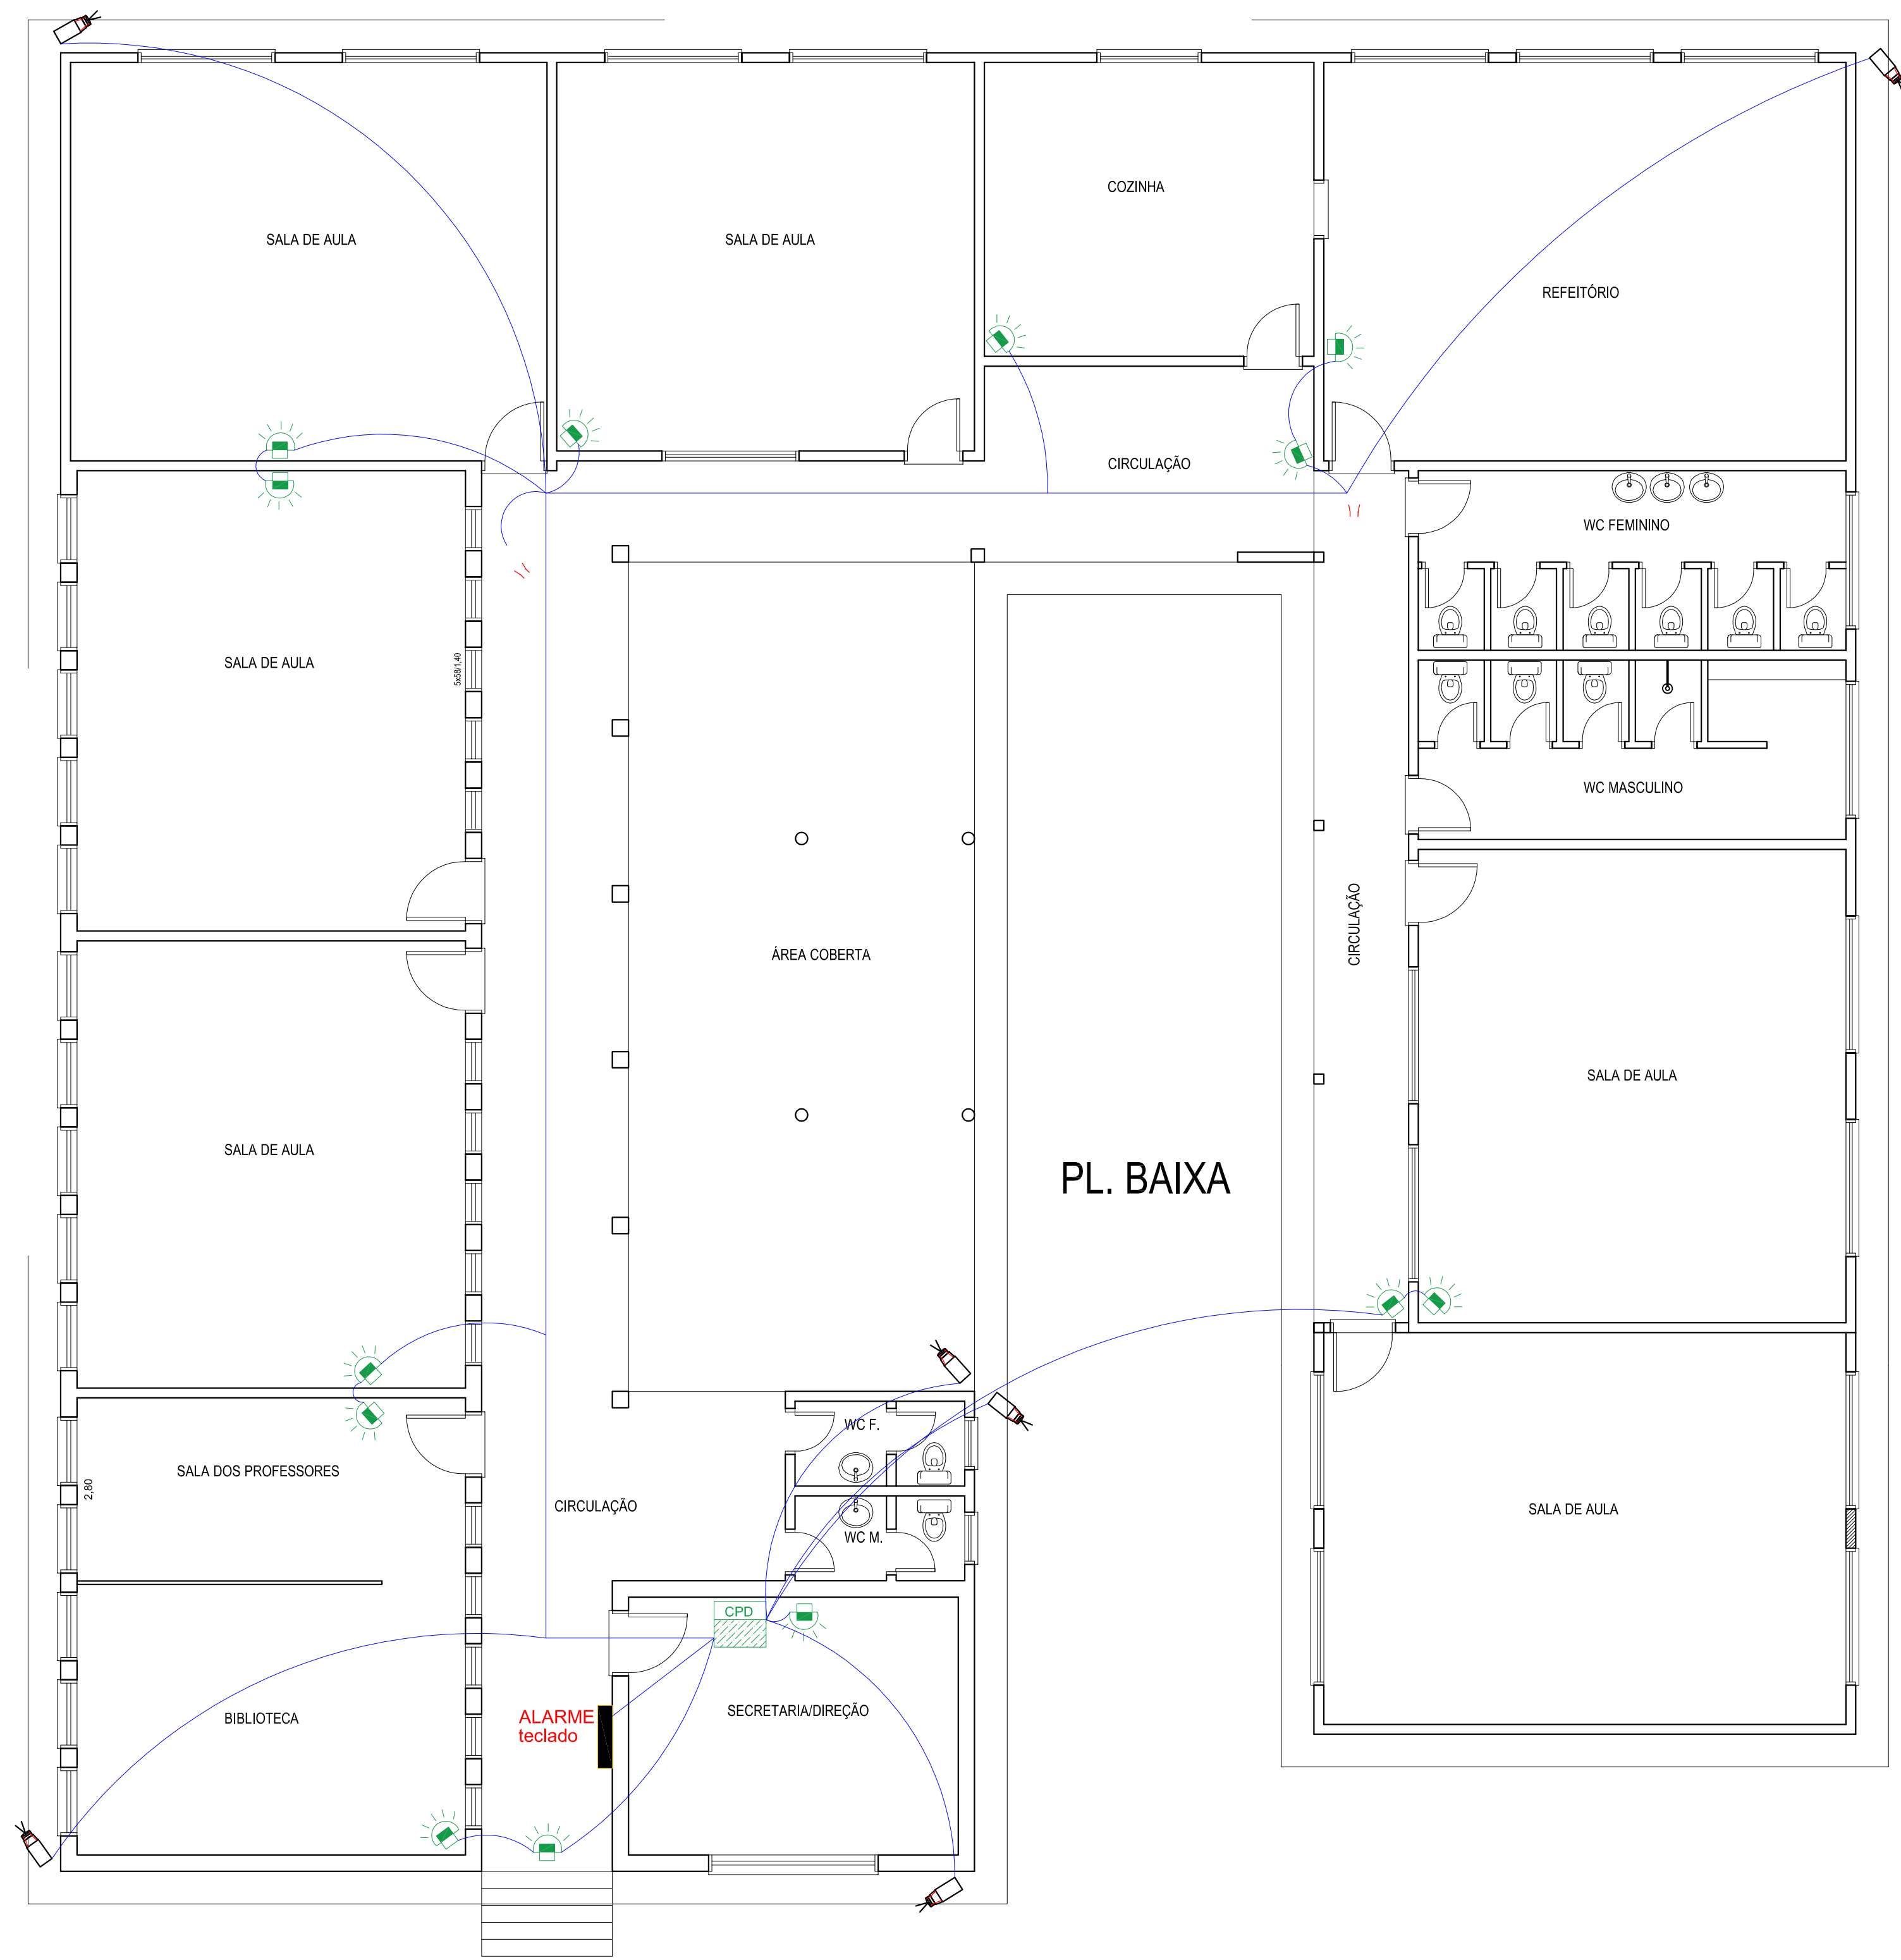 COZINHA
SALA DE AULA
SALA DE AULA
REFEITÓRIO
CIRCULAÇÃO
WC FEMININO
SALA DE AULA
5x58/1,40
WC MASCULINO
CIRCULAÇÃO
ÁREA COBERTA
SALA DE AULA
SALA DE AULA
PL. BAIXA
WC F.
SALA DOS PROFESSORES
2,80
CIRCULAÇÃO
SALA DE AULA
WC M.
CPD
SECRETARIA/DIREÇÃO
BIBLIOTECA
ALARME
teclado